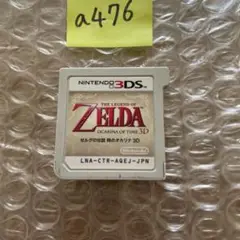 a476
NINTENDO 3DS
THE LEGEND OF
ZELDA
OCARINA OF TIME 3D
ゼルダの伝説 時のオカリナ 3D
Nintendo
LNA-CTR-AQEJ-JPN